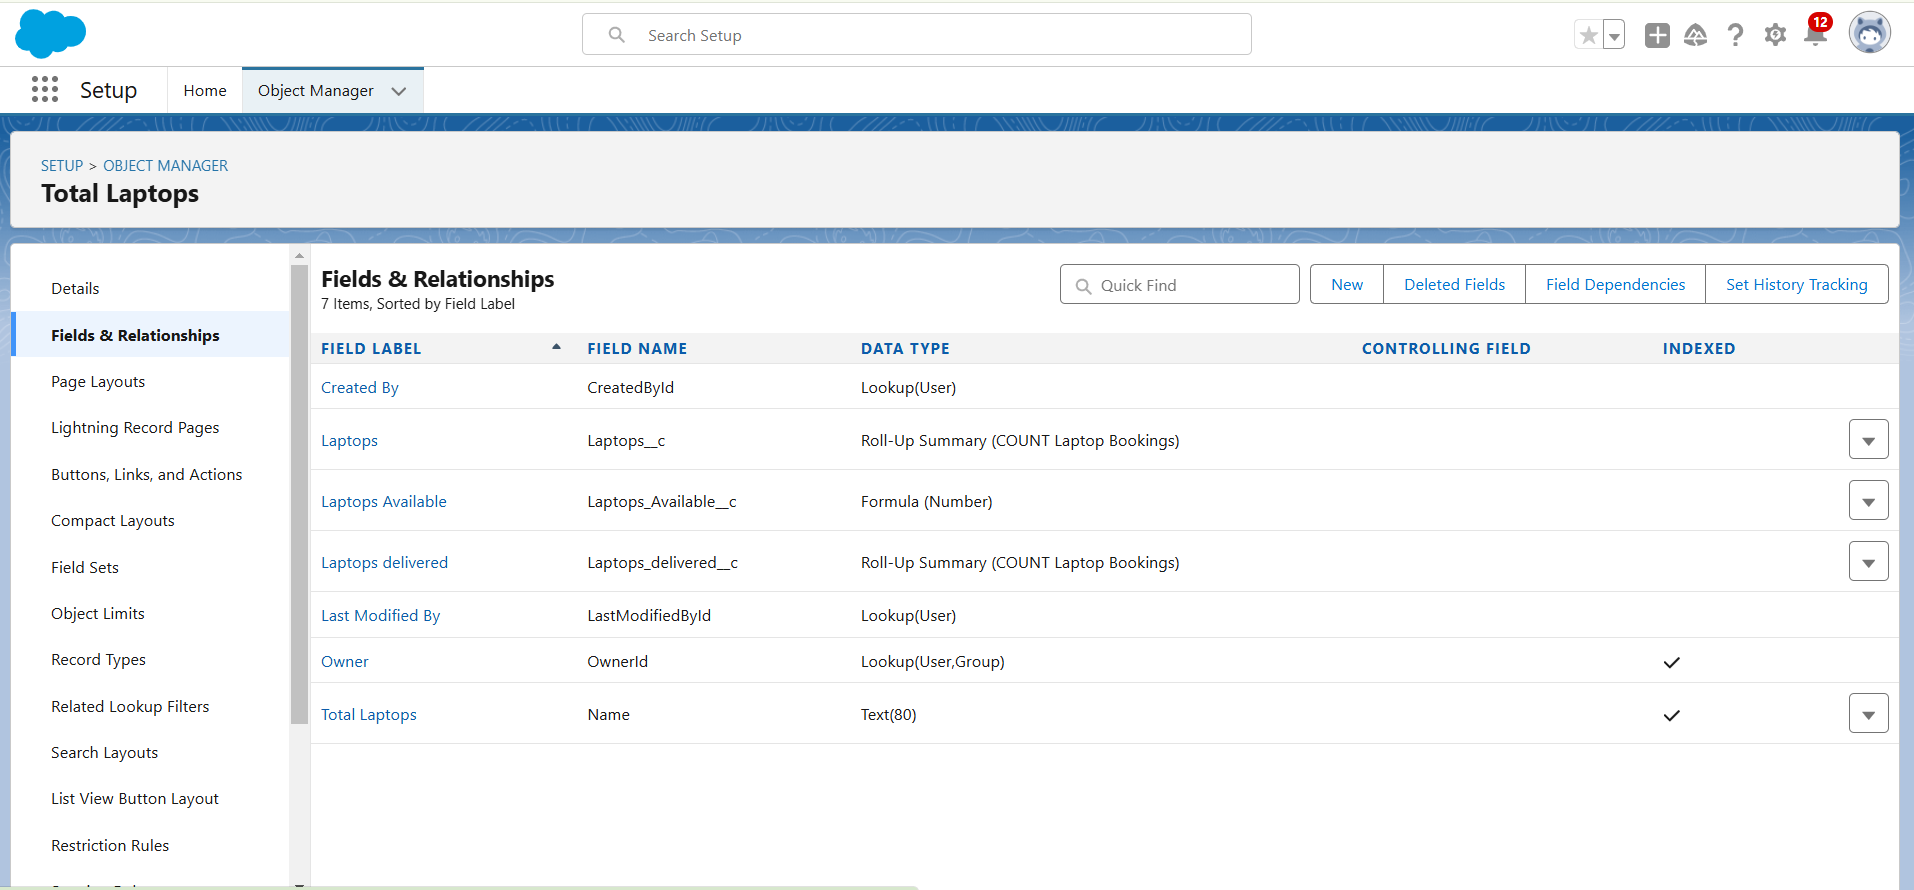 Search Setup
12
Setup
Home
Object Manager
SETUP > OBJECT MANAGER
Total Laptops
Details
Fields & Relationships
Page Layouts
Lightning Record Pages
Buttons, Links, and Actions
Compact Layouts
Field Sets
Object Limits
Record Types
Related Lookup Filters
Search Layouts
List View Button Layout
Restriction Rules
Fields & Relationships
7 Items, Sorted by Field Label
Quick Find
New
Deleted Fields
Field Dependencies
Set History Tracking
FIELD LABEL FIELD NAME DATA TYPE CONTROLLING FIELD INDEXED
Created By CreatedById Lookup(User)
Laptops Laptops__c Roll-Up Summary (COUNT Laptop Bookings)
Laptops Available Laptops_Available__c Formula (Number)
Laptops delivered Laptops_delivered__c Roll-Up Summary (COUNT Laptop Bookings)
Last Modified By LastModifiedById Lookup(User)
Owner OwnerId Lookup(User,Group)
Total Laptops Name Text(80)